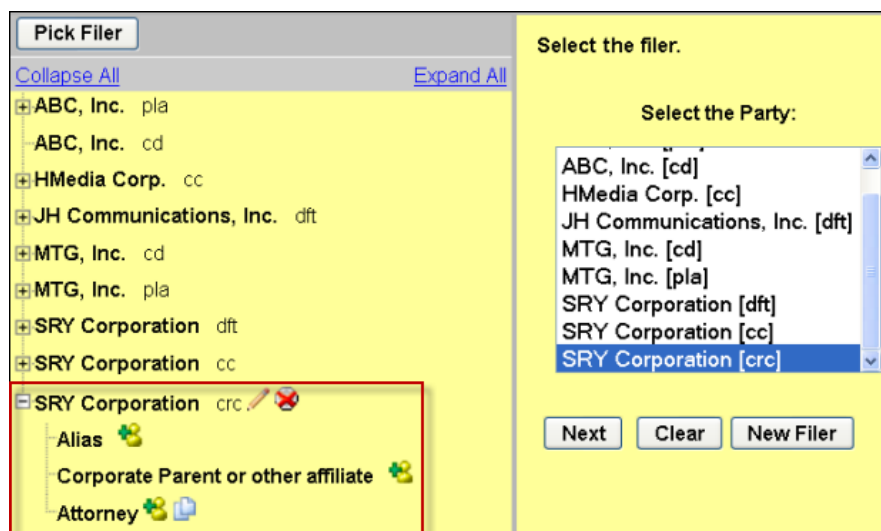 Pick Filer
Collapse All Expand All
ABC, Inc. pla
ABC, Inc. cd
HMedia Corp. cc
JH Communications, Inc. dft
MTG, Inc. cd
MTG, Inc. pla
SRY Corporation dft
SRY Corporation cc
SRY Corporation crc
Alias
Corporate Parent or other affiliate
Attorney
Select the filer.
Select the Party:
ABC, Inc. [cd]
HMedia Corp. [cc]
JH Communications, Inc. [dft]
MTG, Inc. [cd]
MTG, Inc. [pla]
SRY Corporation [dft]
SRY Corporation [cc]
SRY Corporation [crc]
Next Clear New Filer